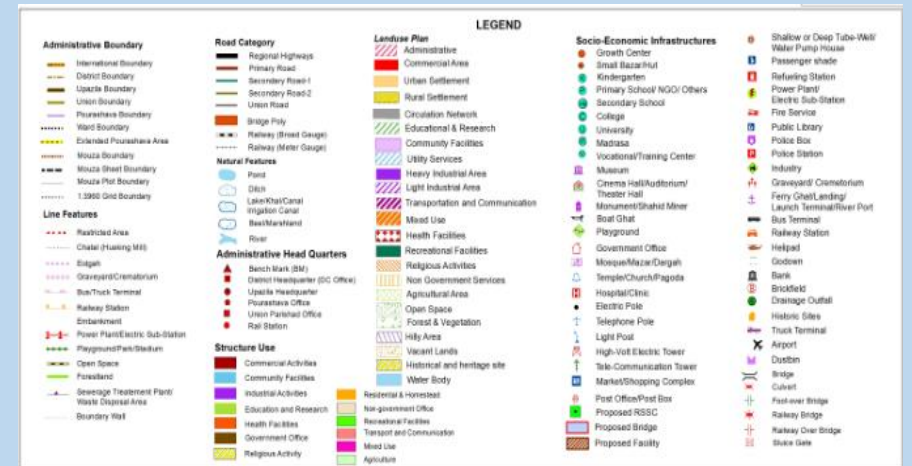 LEGEND
Administrative Boundary
International Boundary
District Boundary
Upazila Boundary
Union Boundary
Pourashava Boundary
Ward Boundary
Extended Pourashava Area
Mouza Boundary
Mouza Sheet Boundary
Mouza Plot Boundary
1:3960 Grid Boundary
Line Features
Restricted Area
Chatal (Husking Mill)
Eidgah
Graveyard/Crematorium
Bus/Truck Terminal
Railway Station
Embankment
Power Plant/Electric Sub-Station
Playground/Park/Stadium
Open Space
Forestland
Sewerage Treatement Plant/
Waste Disposal Area
Boundary Wall
Road Category
Regional Highways
Primary Road
Secondary Road-1
Secondary Road-2
Union Road
Bridge Poly
Railway (Broad Gauge)
Railway (Meter Gauge)
Natural Features
Pond
Ditch
Lake/Khal/Canal
Irrigation Canal
Beel/Marshland
River
Administrative Head Quarters
Bench Mark (BM)
District Headquarter (DC Office)
Upazila Headquarter
Pourashava Office
Union Parishad Office
Rail Station
Structure Use
Commercial Activities
Community Facilities
Industrial Activities
Education and Research
Health Facilities
Government Office
Religious Activity
Residential & Homestead
Non-government Office
Recreational Facilities
Transport and Communication
Mixed Use
Agriculture
Landuse Plan
Administrative
Commercial Area
Urban Settlement
Rural Settlement
Circulation Network
Educational & Research
Community Facilities
Utility Services
Heavy Industrial Area
Light Industrial Area
Transportation and Communication
Mixed Use
Health Facilities
Recreational Facilities
Religious Activities
Non Government Services
Agricultural Area
Open Space
Forest & Vegetation
Hilly Area
Vacant Lands
Historical and heritage site
Water Body
Socio-Economic Infrastructures
Growth Center
Small Bazar/Hut
Kindergarten
Primary School/ NGO/ Others
Secondary School
College
University
Madrasa
Vocational/Training Center
Museum
Cinema Hall/Auditorium/
Theater Hall
Monument/Shahid Miner
Boat Ghat
Playground
Government Office
Mosque/Mazar/Dargah
Temple/Church/Pagoda
Hospital/Clinic
Electric Pole
Telephone Pole
Light Post
High-Volt Electric Tower
Tele-Communication Tower
Market/Shopping Complex
Post Office/Post Box
Proposed RSSC
Proposed Bridge
Proposed Facility
Shallow or Deep Tube-Well/
Water Pump House
Passenger shade
Refueling Station
Power Plant/
Electric Sub-Station
Fire Service
Public Library
Police Box
Police Station
Industry
Graveyard/ Cremetorium
Ferry Ghat/Landing/
Launch Terminal/River Port
Bus Terminal
Railway Station
Helipad
Godown
Bank
Brickfield
Drainage Outfall
Historic Sites
Truck Terminal
Airport
Dustbin
Bridge
Culvert
Foot-over Bridge
Railway Bridge
Railway Over Bridge
Sluice Gate